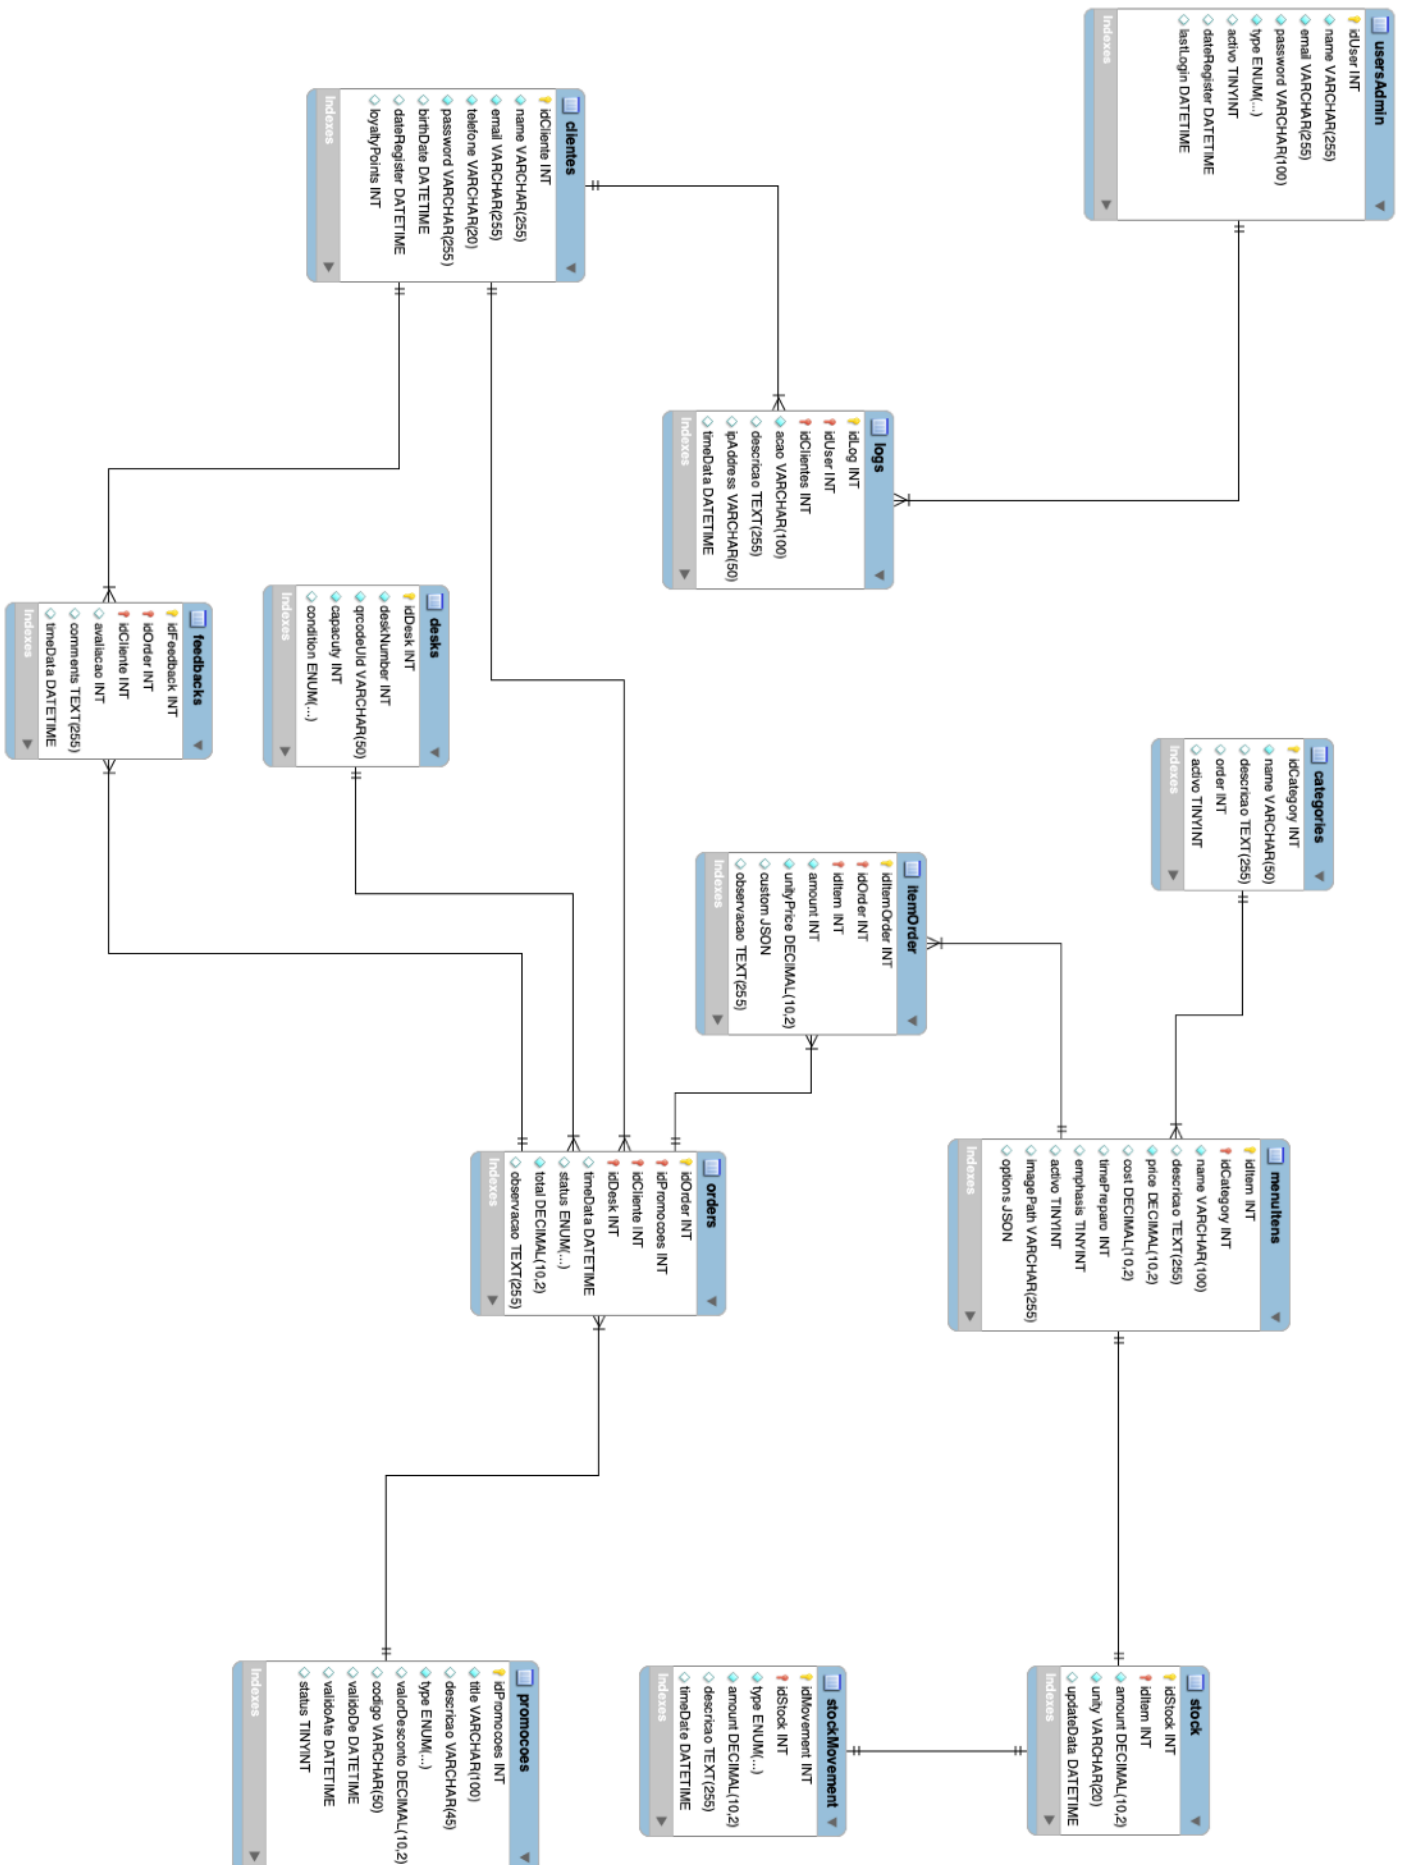 usersAdmin
idUser INT
name VARCHAR(255)
email VARCHAR(255)
password VARCHAR(100)
type ENUM(...)
activo TINYINT
dateRegister DATETIME
lastLogin DATETIME
Indexes
clientes
idCliente INT
name VARCHAR(255)
email VARCHAR(255)
telefone VARCHAR(20)
password VARCHAR(255)
birthDate DATETIME
dateRegister DATETIME
loyaltyPoints INT
Indexes
logs
idLog INT
idUser INT
idClientes INT
acao VARCHAR(100)
descricao TEXT(255)
ipAddress VARCHAR(50)
timeData DATETIME
Indexes
desks
idDesk INT
deskNumber INT
qrcodeUid VARCHAR(50)
capacuty INT
condition ENUM(...)
Indexes
feedbacks
idFeedback INT
idOrder INT
idCliente INT
avaliacao INT
comments TEXT(255)
timeData DATETIME
Indexes
categories
idCategory INT
name VARCHAR(50)
descricao TEXT(255)
order INT
activo TINYINT
Indexes
itemOrder
idItemOrder INT
idOrder INT
idItem INT
amount INT
unityPrice DECIMAL(10,2)
custom JSON
observacao TEXT(255)
Indexes
menuItens
idItem INT
idCategory INT
name VARCHAR(100)
descricao TEXT(255)
price DECIMAL(10,2)
cost DECIMAL(10,2)
timePreparo INT
emphasis TINYINT
activo TINYINT
imagePath VARCHAR(255)
options JSON
Indexes
orders
idOrder INT
idPromocoes INT
idCliente INT
idDesk INT
timeData DATETIME
status ENUM(...)
total DECIMAL(10,2)
observacao TEXT(255)
Indexes
stock
idStock INT
idItem INT
amount DECIMAL(10,2)
unity VARCHAR(20)
updateData DATETIME
Indexes
stockMovement
idMovement INT
idStock INT
type ENUM(...)
amount DECIMAL(10,2)
descricao TEXT(255)
timeDate DATETIME
Indexes
promocoes
idPromocoes INT
title VARCHAR(100)
descricao VARCHAR(45)
type ENUM(...)
valorDesconto DECIMAL(10,2)
codigo VARCHAR(50)
validoDe DATETIME
validoAte DATETIME
status TINYINT
Indexes